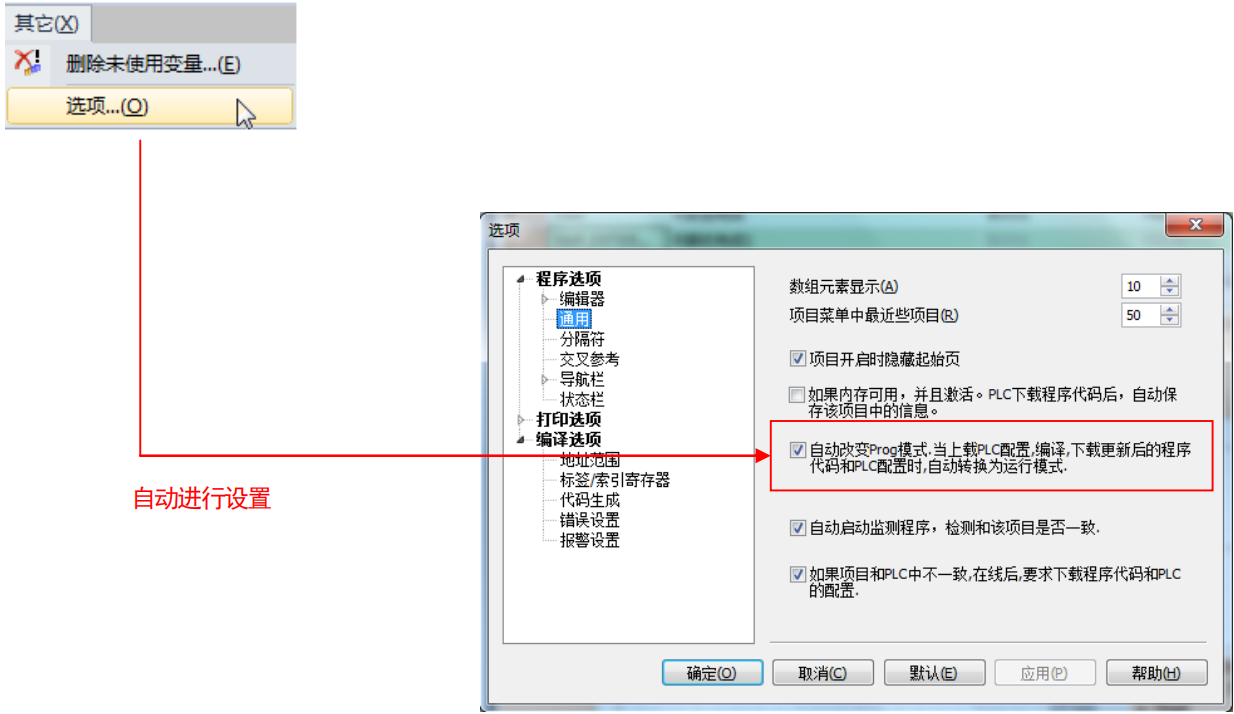 其它(X)
删除未使用变量...(E)
选项...(O)
自动进行设置
选项
程序选项
编辑器
通用
分隔符
交叉参考
导航栏
状态栏
打印选项
编译选项
地址范围
标签/索引寄存器
代码生成
错误设置
报警设置
数组元素显示(A)
10
项目菜单中最近些项目(R)
50
项目开启时隐藏起始页
如果内存可用，并且激活。PLC下载程序代码后，自动保
存该项目中的信息。
自动改变Prog模式.当上载PLC配置,编译,下载更新后的程序
代码和PLC配置时,自动转换为运行模式.
自动启动监测程序，检测和该项目是否一致.
如果项目和PLC中不一致,在线后,要求下载程序代码和PLC
的配置.
确定(O)
取消(C)
默认(E)
应用(P)
帮助(H)